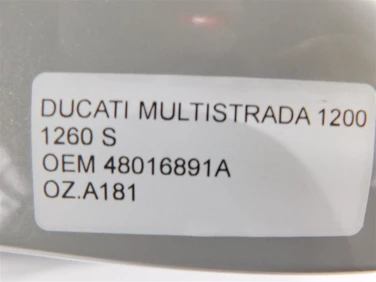 DUCATI MULTISTRADA 1200
1260 S
OEM 48016891A
OZ.A181